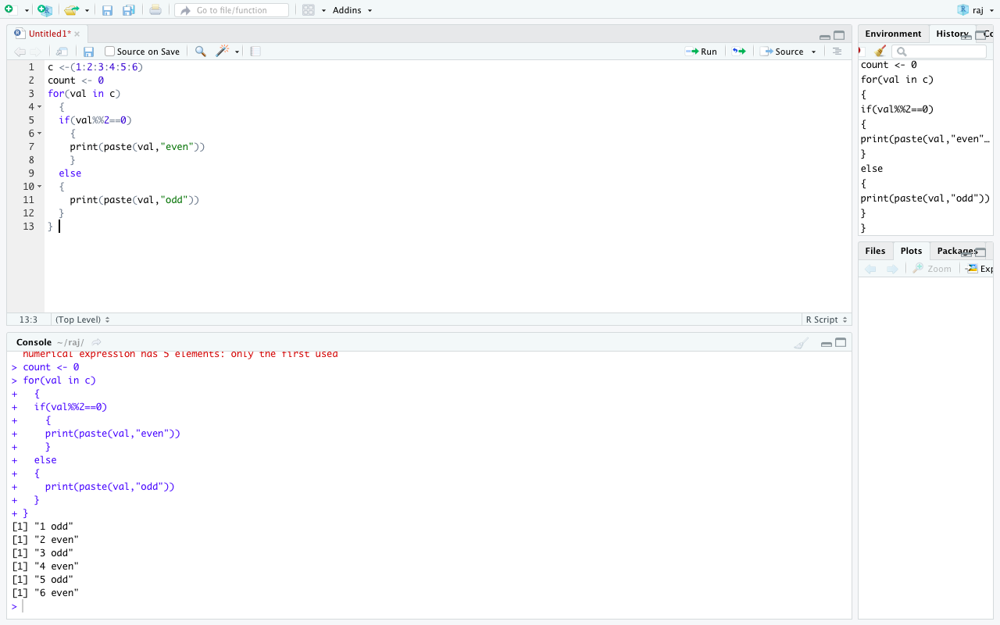 Go to file/function
Addins
raj
Untitled1*
Source on Save
Run
Source
1 c <-(1:2:3:4:5:6)
2 count <- 0
3 for(val in c)
4 {
5 if(val%%2==0)
6 {
7 print(paste(val,"even"))
8 }
9 else
10 {
11 print(paste(val,"odd"))
12 }
13 }
13:3
(Top Level)
R Script
Console ~/raj/
numerical expression has 5 elements: only the first used
> count <- 0
> for(val in c)
+ {
+ if(val%%2==0)
+ {
+ print(paste(val,"even"))
+ }
+ else
+ {
+ print(paste(val,"odd"))
+ }
+ }
[1] "1 odd"
[1] "2 even"
[1] "3 odd"
[1] "4 even"
[1] "5 odd"
[1] "6 even"
>
Environment History Co
count <- 0
for(val in c)
{
if(val%%2==0)
{
print(paste(val,"even"…
}
else
{
print(paste(val,"odd"))
}
}
Files Plots Packages
Zoom
Exp